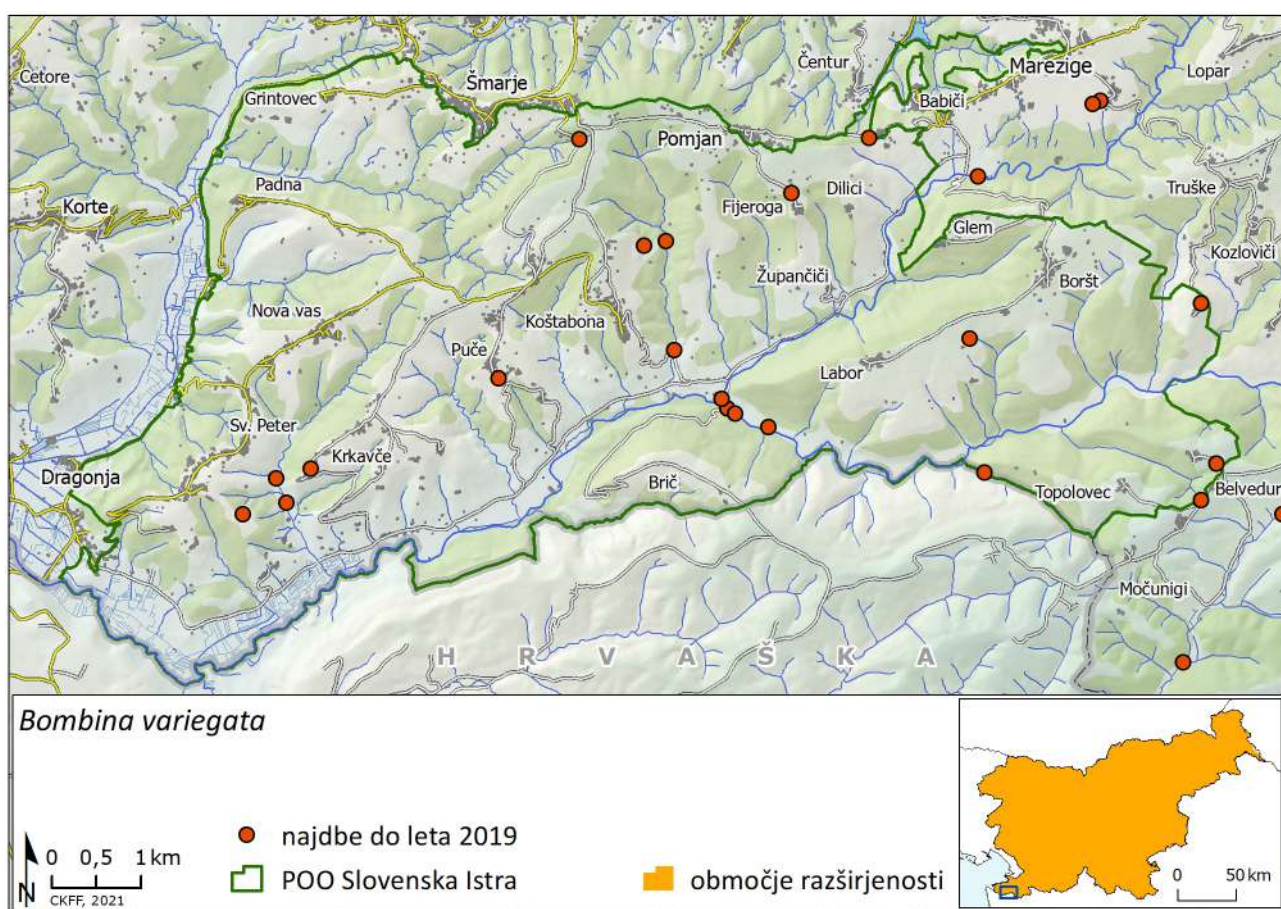 Cetore
Grintovec
Šmarje
Čentur
Marezige
Lopar
Babiči
Pomjan
Padna
Korte
Dilici
Fijeroga
Truške
Glem
Kozloviči
Župančiči
Boršt
Nova vas
Koštabona
Puče
Labor
Sv. Peter
Krkavče
Dragonja
Brič
Topolovec
Belvedur
Močunigi
H R V A Š K A
Bombina variegata
najdbe do leta 2019
POO Slovenska Istra
območje razširjenosti
0 0,5 1 km
N
CKFF, 2021
0 50 km